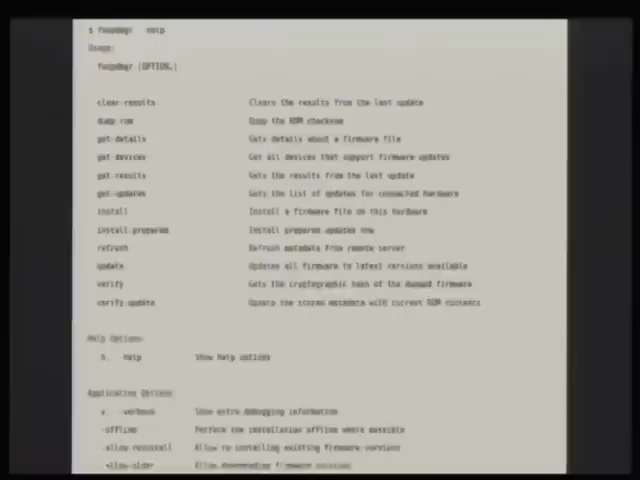 $ fwupdmgr --help
Usage:
fwupdmgr [OPTION…]
clear-results Clears the results from the last update
dump-rom Dump the ROM checksum
get-details Gets details about a firmware file
get-devices Get all devices that support firmware updates
get-results Gets the results from the last update
get-updates Gets the list of updates for connected hardware
install Install a firmware file on this hardware
install-prepared Install prepared updates now
refresh Refresh metadata from remote server
update Updates all firmware to latest versions available
verify Gets the cryptographic hash of the dumped firmware
verify-update Update the stored metadata with current ROM contents
Help Options:
-h, --help Show help options
Application Options:
-v, --verbose Show extra debugging information
--offline Perform the installation offline where possible
--allow-reinstall Allow re-installing existing firmware versions
--allow-older Allow downgrading firmware versions